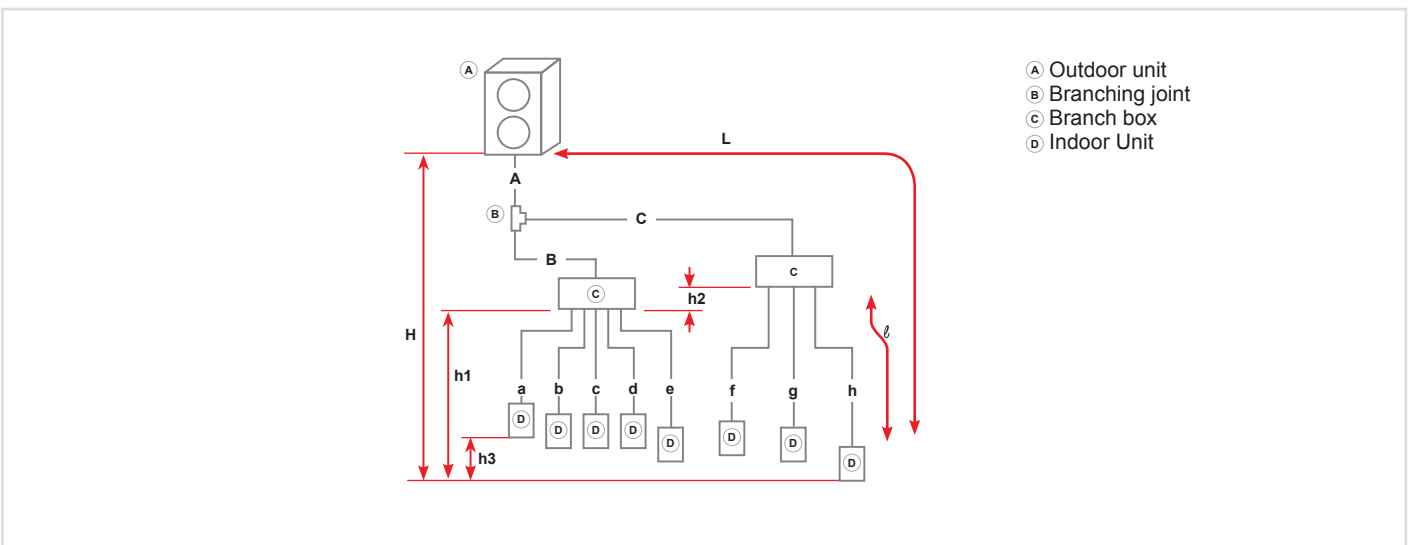 Ⓐ
Ⓐ Outdoor unit
Ⓑ Branching joint
Ⓒ Branch box
Ⓓ Indoor Unit
L
A
Ⓑ
C
B
C
Ⓒ
h2
H
ℓ
h1
a b c d e f g h
Ⓓ Ⓓ Ⓓ Ⓓ Ⓓ Ⓓ Ⓓ Ⓓ
h3